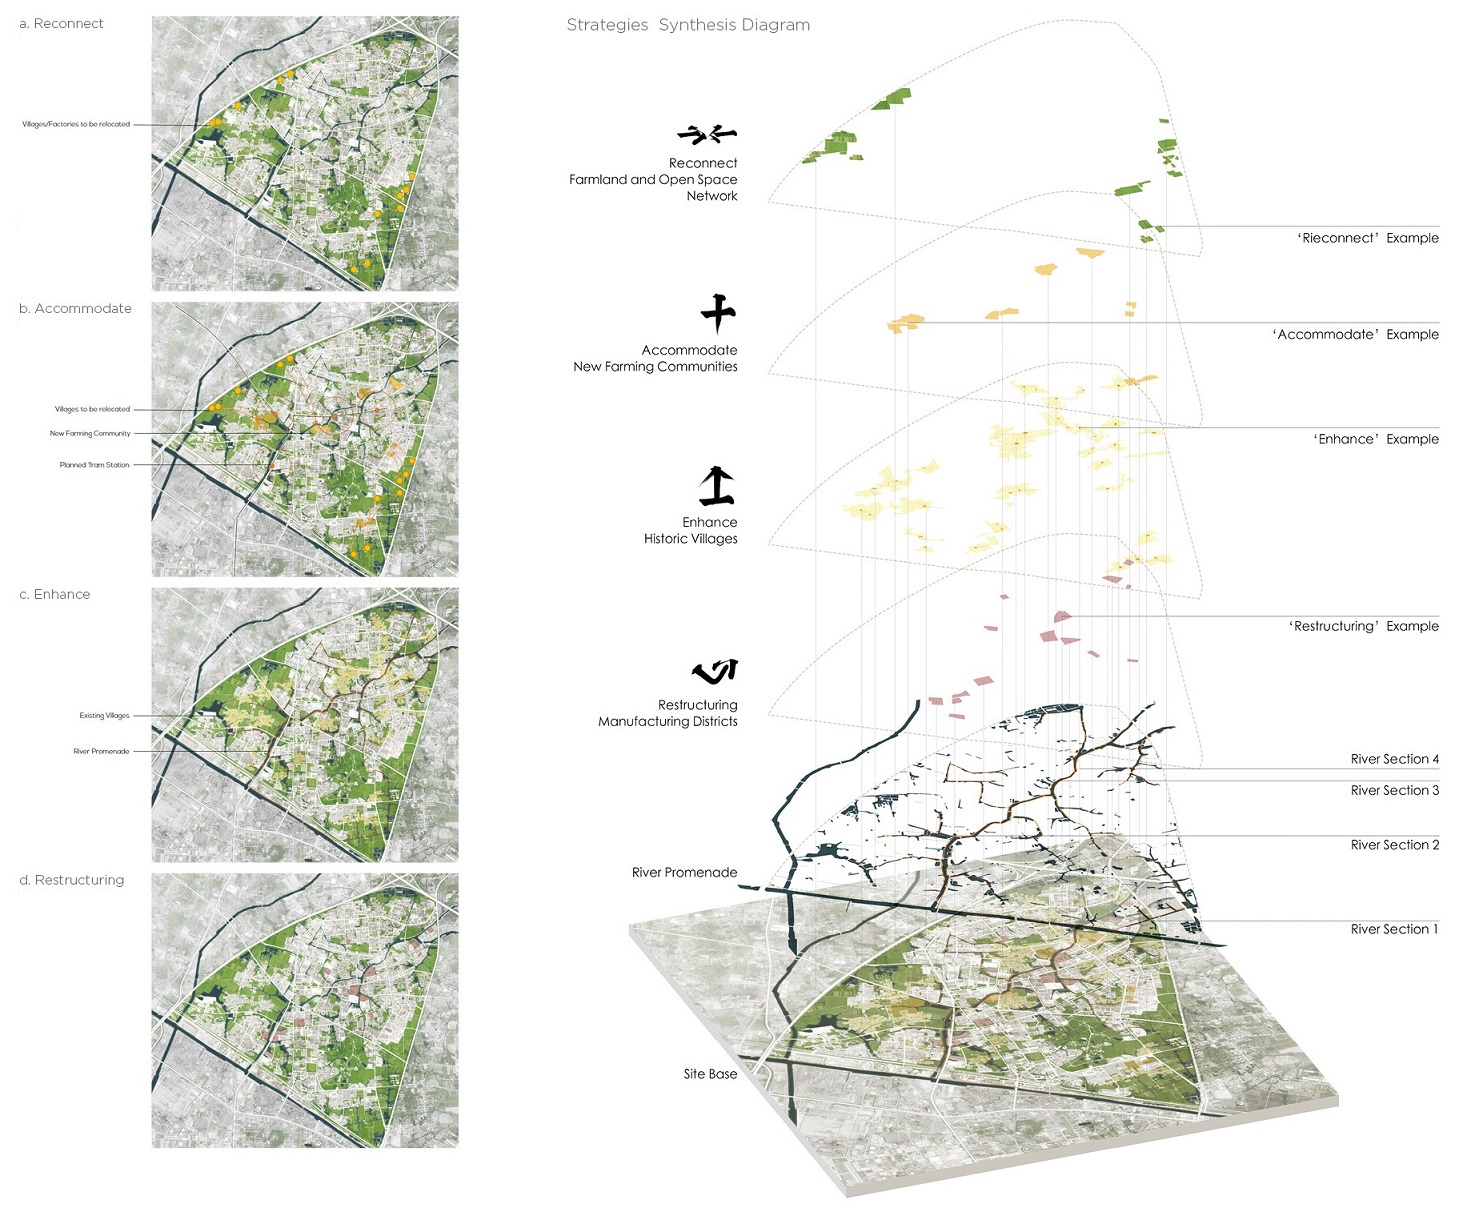 a. Reconnect
Villages/Factories to be relocated
b. Accommodate
Villages to be relocated
New Farming Community
Planned Tram Station
c. Enhance
Existing Villages
River Promenade
d. Restructuring
Strategies Synthesis Diagram
Reconnect
Farmland and Open Space
Network
‘Rieconnect’ Example
Accommodate
New Farming Communities
‘Accommodate’ Example
Enhance
Historic Villages
‘Enhance’ Example
Restructuring
Manufacturing Districts
‘Restructuring’ Example
River Section 4
River Section 3
River Section 2
River Promenade
River Section 1
Site Base